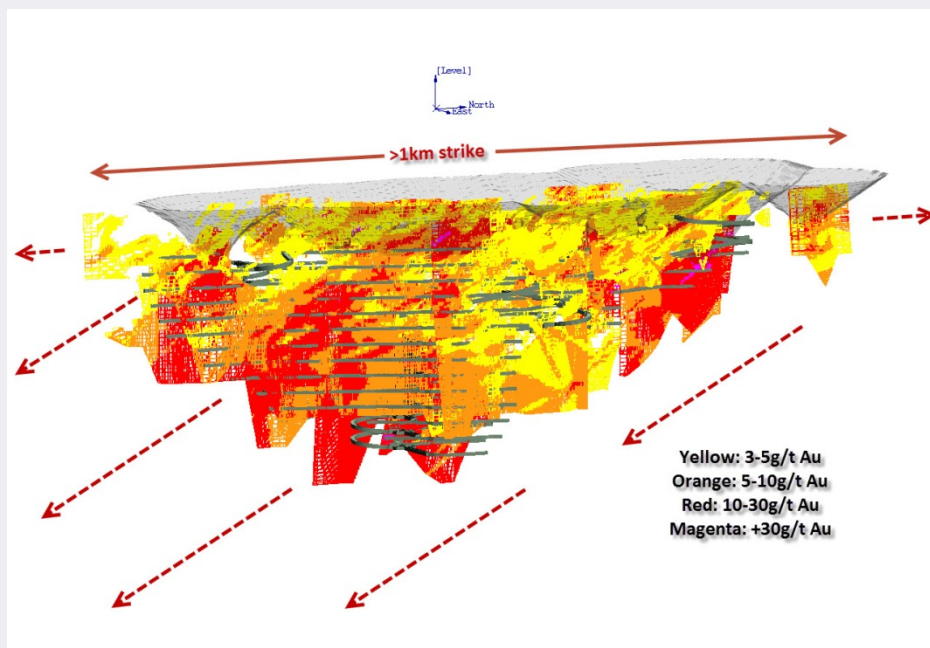 [Level]
North
East
>1km strike
Yellow: 3-5g/t Au
Orange: 5-10g/t Au
Red: 10-30g/t Au
Magenta: +30g/t Au